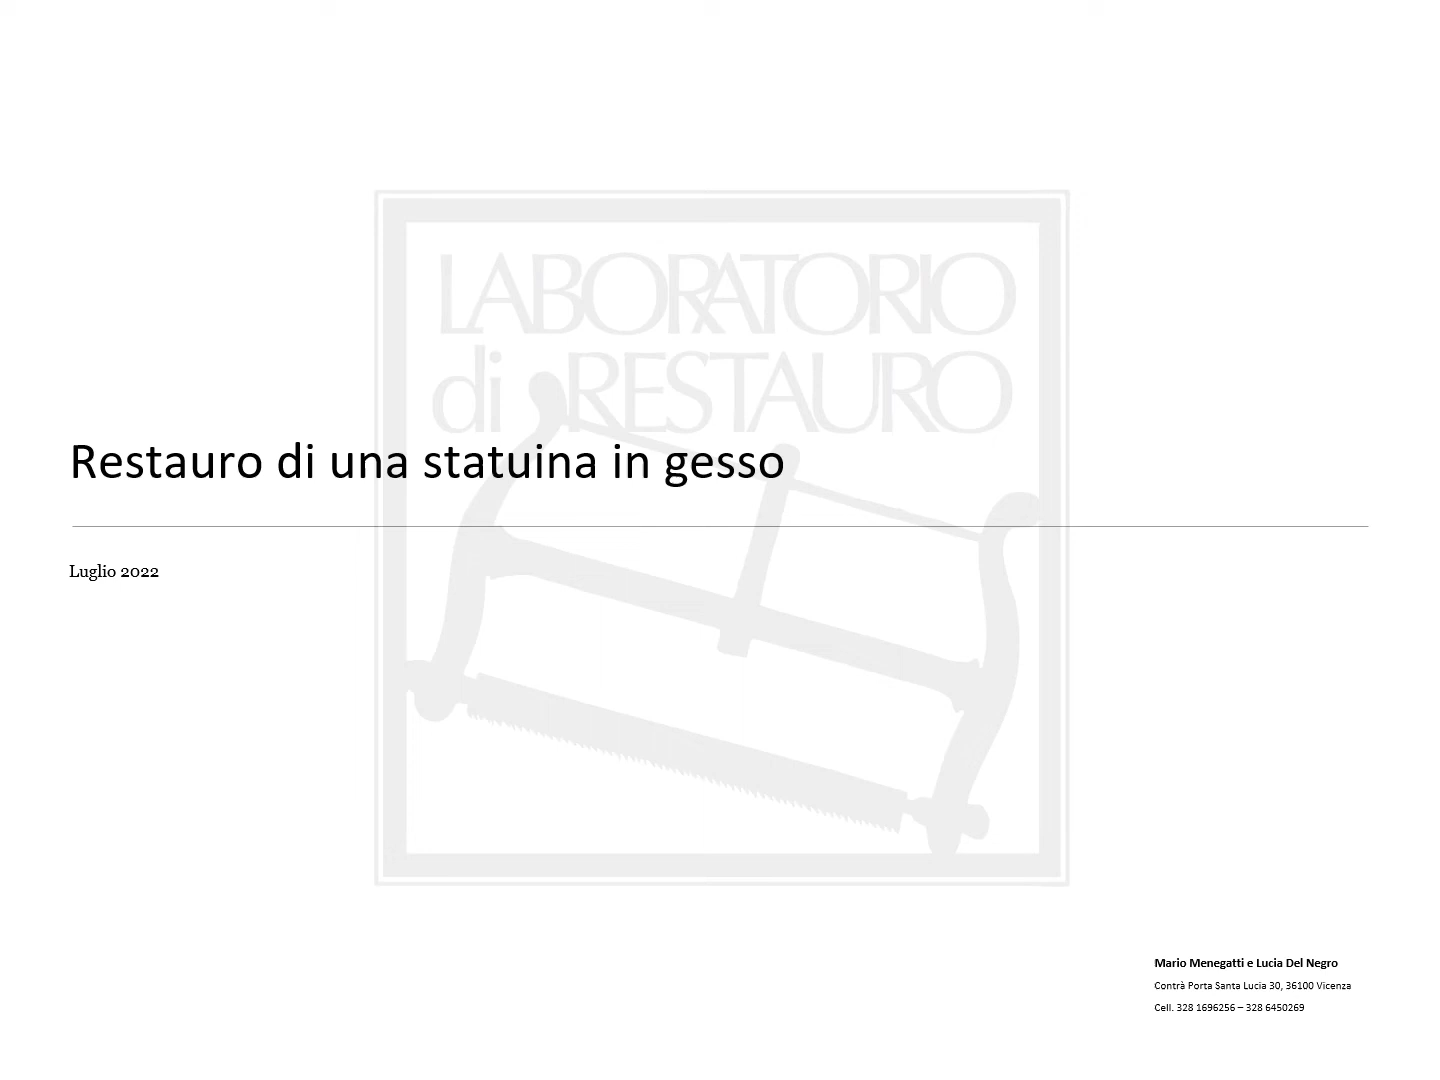 LABORATORIO
di RESTAURO
Restauro di una statuina in gesso
Luglio 2022
Mario Menegatti e Lucia Del Negro
Contrà Porta Santa Lucia 30, 36100 Vicenza
Cell. 328 1696256 – 328 6450269